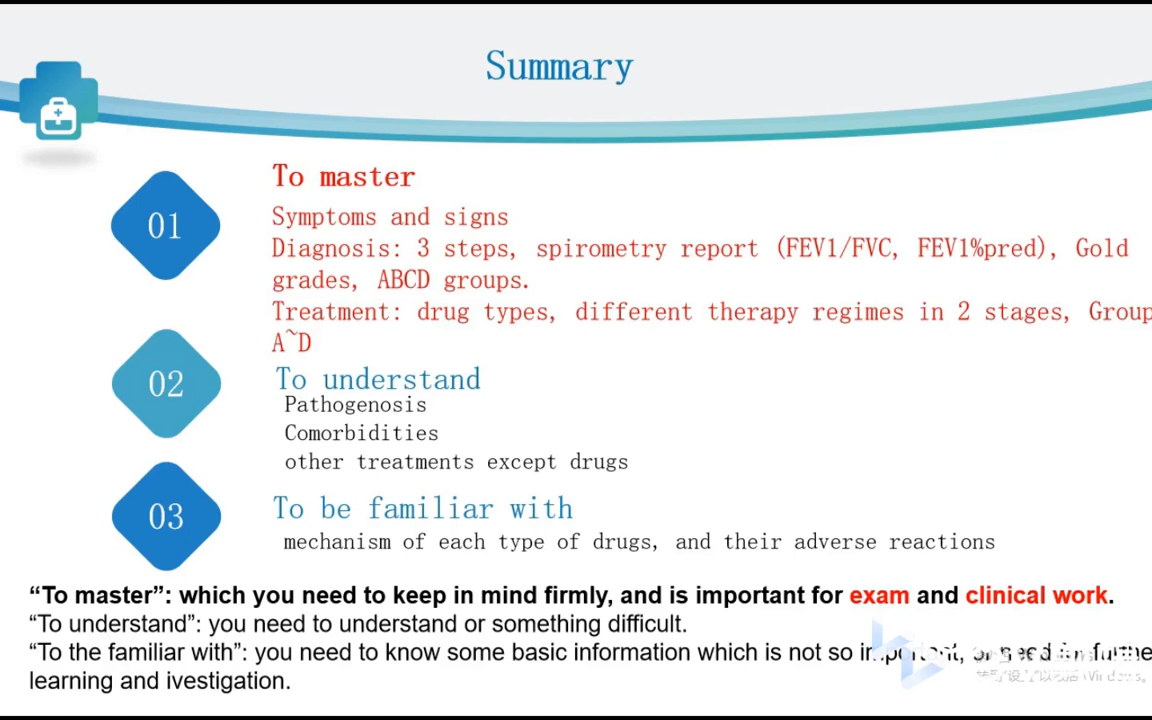 Summary
01
To master
Symptoms and signs
Diagnosis: 3 steps, spirometry report (FEV1/FVC, FEV1%pred), Gold
grades, ABCD groups.
Treatment: drug types, different therapy regimes in 2 stages, Group
A~D
02
To understand
Pathogenosis
Comorbidities
other treatments except drugs
03
To be familiar with
mechanism of each type of drugs, and their adverse reactions
“To master”: which you need to keep in mind firmly, and is important for exam and clinical work.
“To understand”: you need to understand or something difficult.
“To the familiar with”: you need to know some basic information which is not so important, or need for furthe
learning and ivestigation.